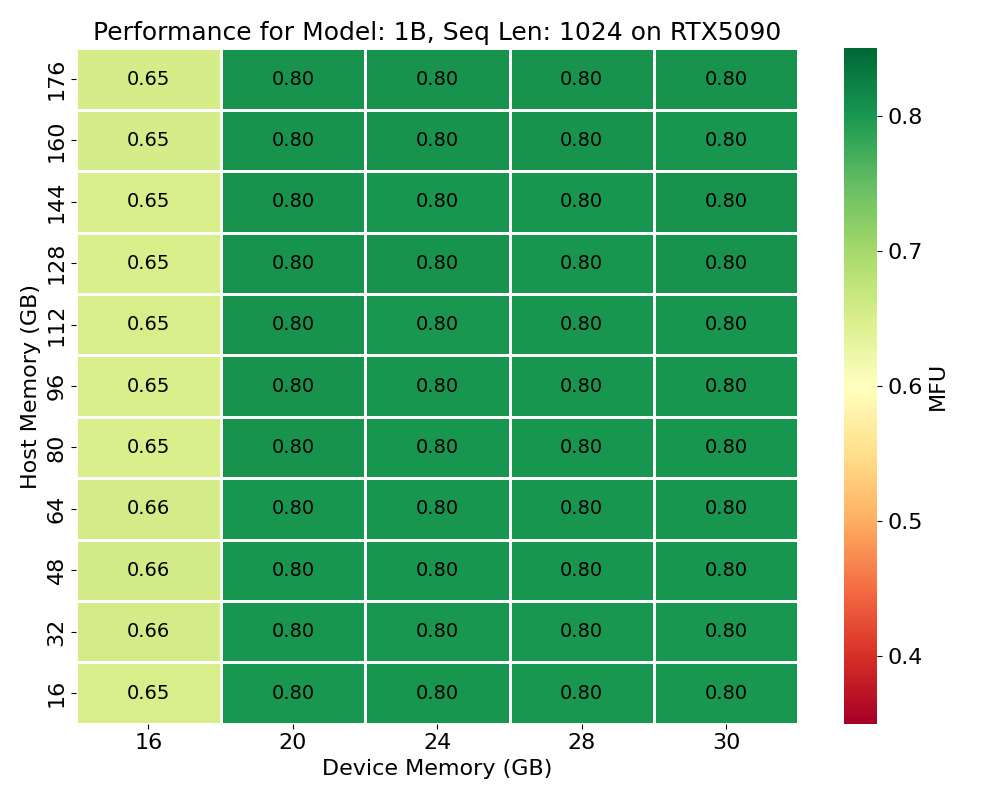 Performance for Model: 1B, Seq Len: 1024 on RTX5090
176 0.65 0.80 0.80 0.80 0.80
160 0.65 0.80 0.80 0.80 0.80
144 0.65 0.80 0.80 0.80 0.80
128 0.65 0.80 0.80 0.80 0.80
112 0.65 0.80 0.80 0.80 0.80
96 0.65 0.80 0.80 0.80 0.80
80 0.65 0.80 0.80 0.80 0.80
64 0.66 0.80 0.80 0.80 0.80
48 0.66 0.80 0.80 0.80 0.80
32 0.66 0.80 0.80 0.80 0.80
16 0.65 0.80 0.80 0.80 0.80
16 20 24 28 30
Device Memory (GB)
Host Memory (GB)
0.8
0.7
0.6
0.5
0.4
MFU